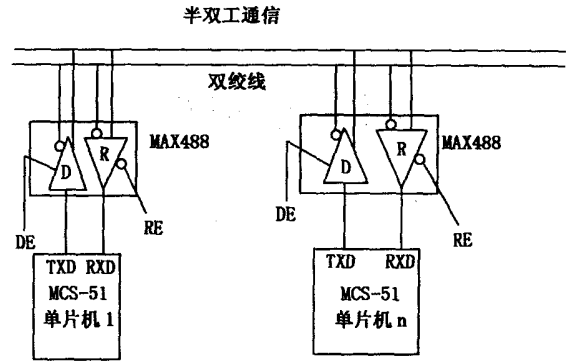 半双工通信
双绞线
MAX488
MAX488
D
R
D
R
DE
RE
DE
RE
TXD RXD
MCS-51
单片机 1
TXD RXD
MCS-51
单片机 n